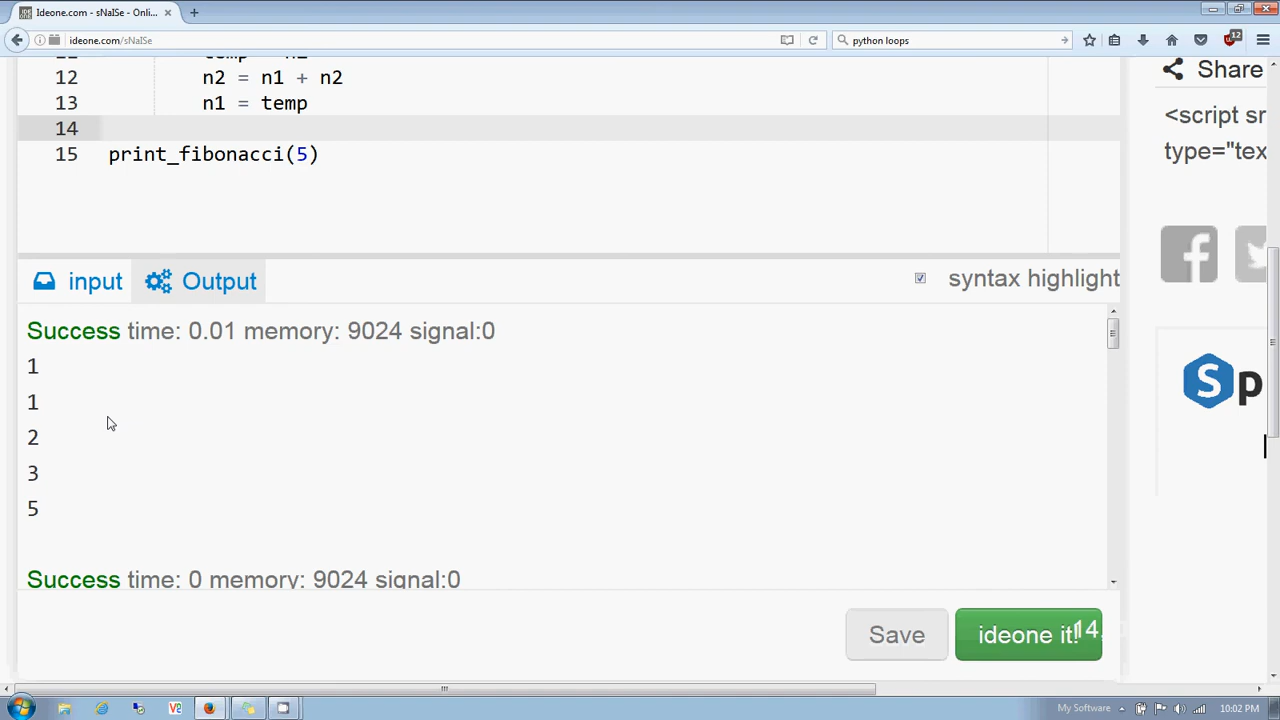 Ideone.com - sNaISe - Onli...
ideone.com/sNaISe
python loops
12
12 n2 = n1 + n2
13 n1 = temp
14
15 print_fibonacci(5)
Share
<script sr
type="tex
input
Output
syntax highlight
Success time: 0.01 memory: 9024 signal:0
1
1
2
3
5
Success time: 0 memory: 9024 signal:0
Sp
Save
ideone it!
14
My Software
10:02 PM